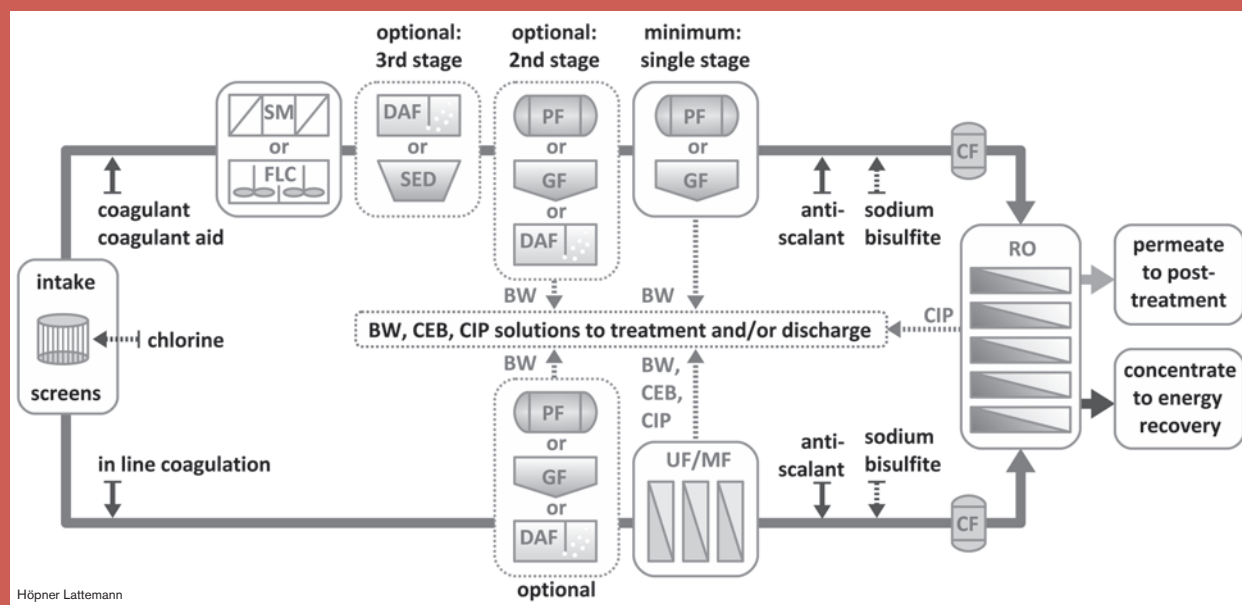 optional:
3rd stage
optional:
2nd stage
minimum:
single stage
SM
or
FLC
DAF
or
SED
PF
or
GF
or
DAF
PF
or
GF
CF
coagulant
coagulant aid
anti-
scalant
sodium
bisulfite
RO
permeate
to post-
treatment
intake
screens
chlorine
BW
BW
BW, CEB, CIP solutions to treatment and/or discharge
CIP
BW
BW,
CEB,
CIP
concentrate
to energy
recovery
in line coagulation
PF
or
GF
or
DAF
optional
UF/MF
anti-
scalant
sodium
bisulfite
CF
Höpner Lattemann